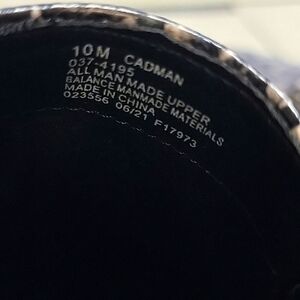 10M CADMAN
037-4195
ALL MAN MADE UPPER
BALANCE MANMADE MATERIALS
MADE IN CHINA
023556 06/21 F17973